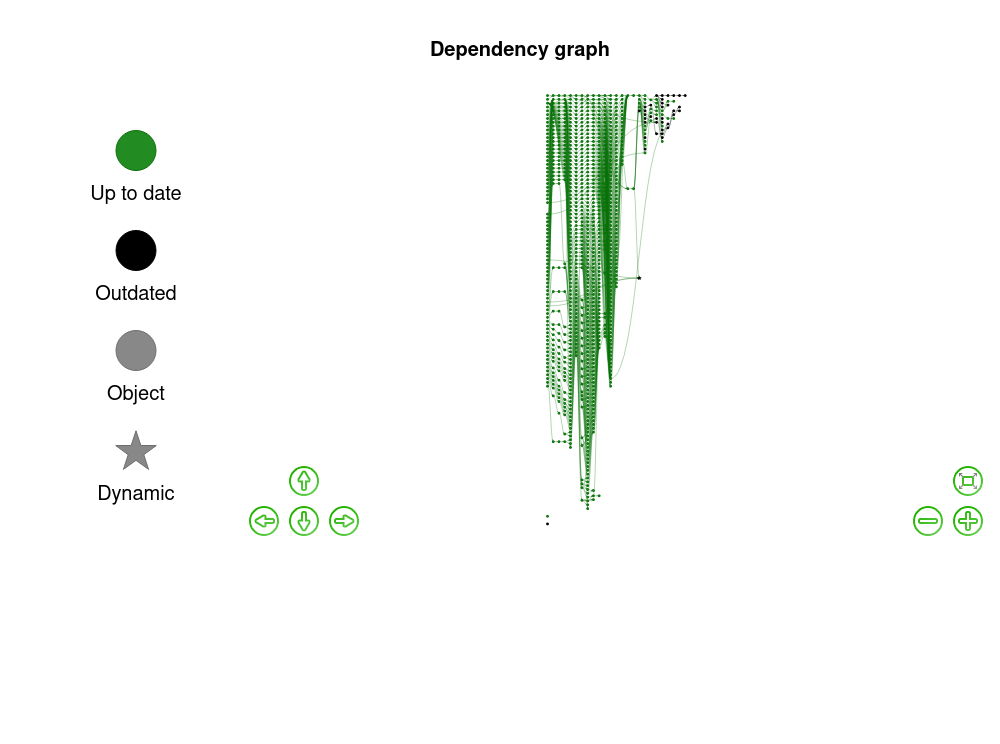 Dependency graph
Up to date
Outdated
Object
Dynamic